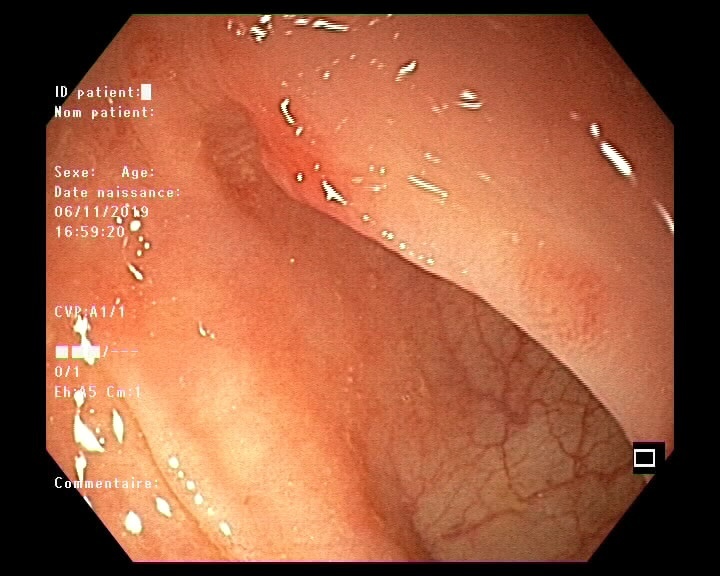 ID patient:
Nom patient:
Sexe: Age:
Date naissance:
06/11/2019
16:59:20
CVP:A1/1
/---
0/1
Eh:A5 Cm:1
Commentaire: